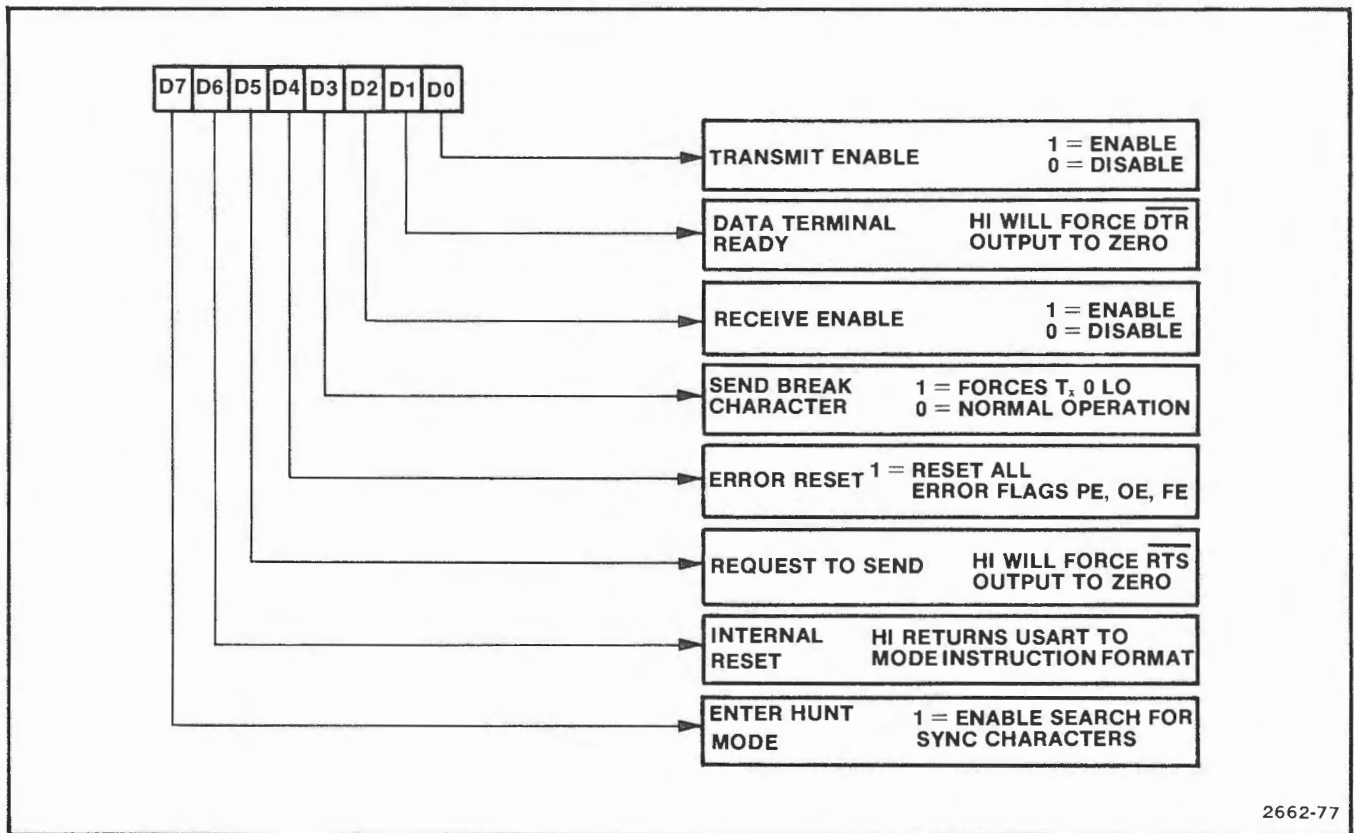 D7 D6 D5 D4 D3 D2 D1 D0
TRANSMIT ENABLE 1 = ENABLE
0 = DISABLE
DATA TERMINAL HI WILL FORCE D̅T̅R̅
READY OUTPUT TO ZERO
RECEIVE ENABLE 1 = ENABLE
0 = DISABLE
SEND BREAK 1 = FORCES Tₓ 0 LO
CHARACTER 0 = NORMAL OPERATION
ERROR RESET 1 = RESET ALL
ERROR FLAGS PE, OE, FE
REQUEST TO SEND HI WILL FORCE R̅T̅S̅
OUTPUT TO ZERO
INTERNAL HI RETURNS USART TO
RESET MODE INSTRUCTION FORMAT
ENTER HUNT 1 = ENABLE SEARCH FOR
MODE SYNC CHARACTERS
2662-77